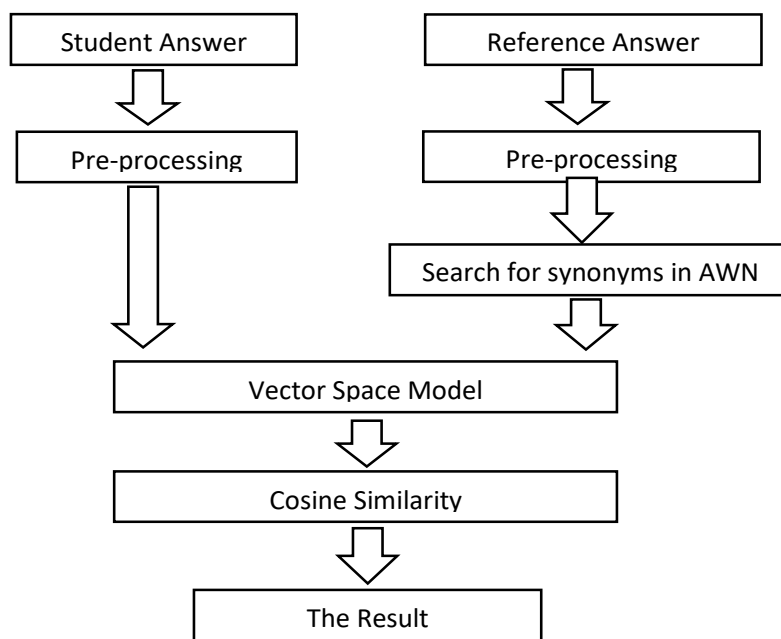 Student Answer
Reference Answer
Pre-processing
Pre-processing
Search for synonyms in AWN
Vector Space Model
Cosine Similarity
The Result